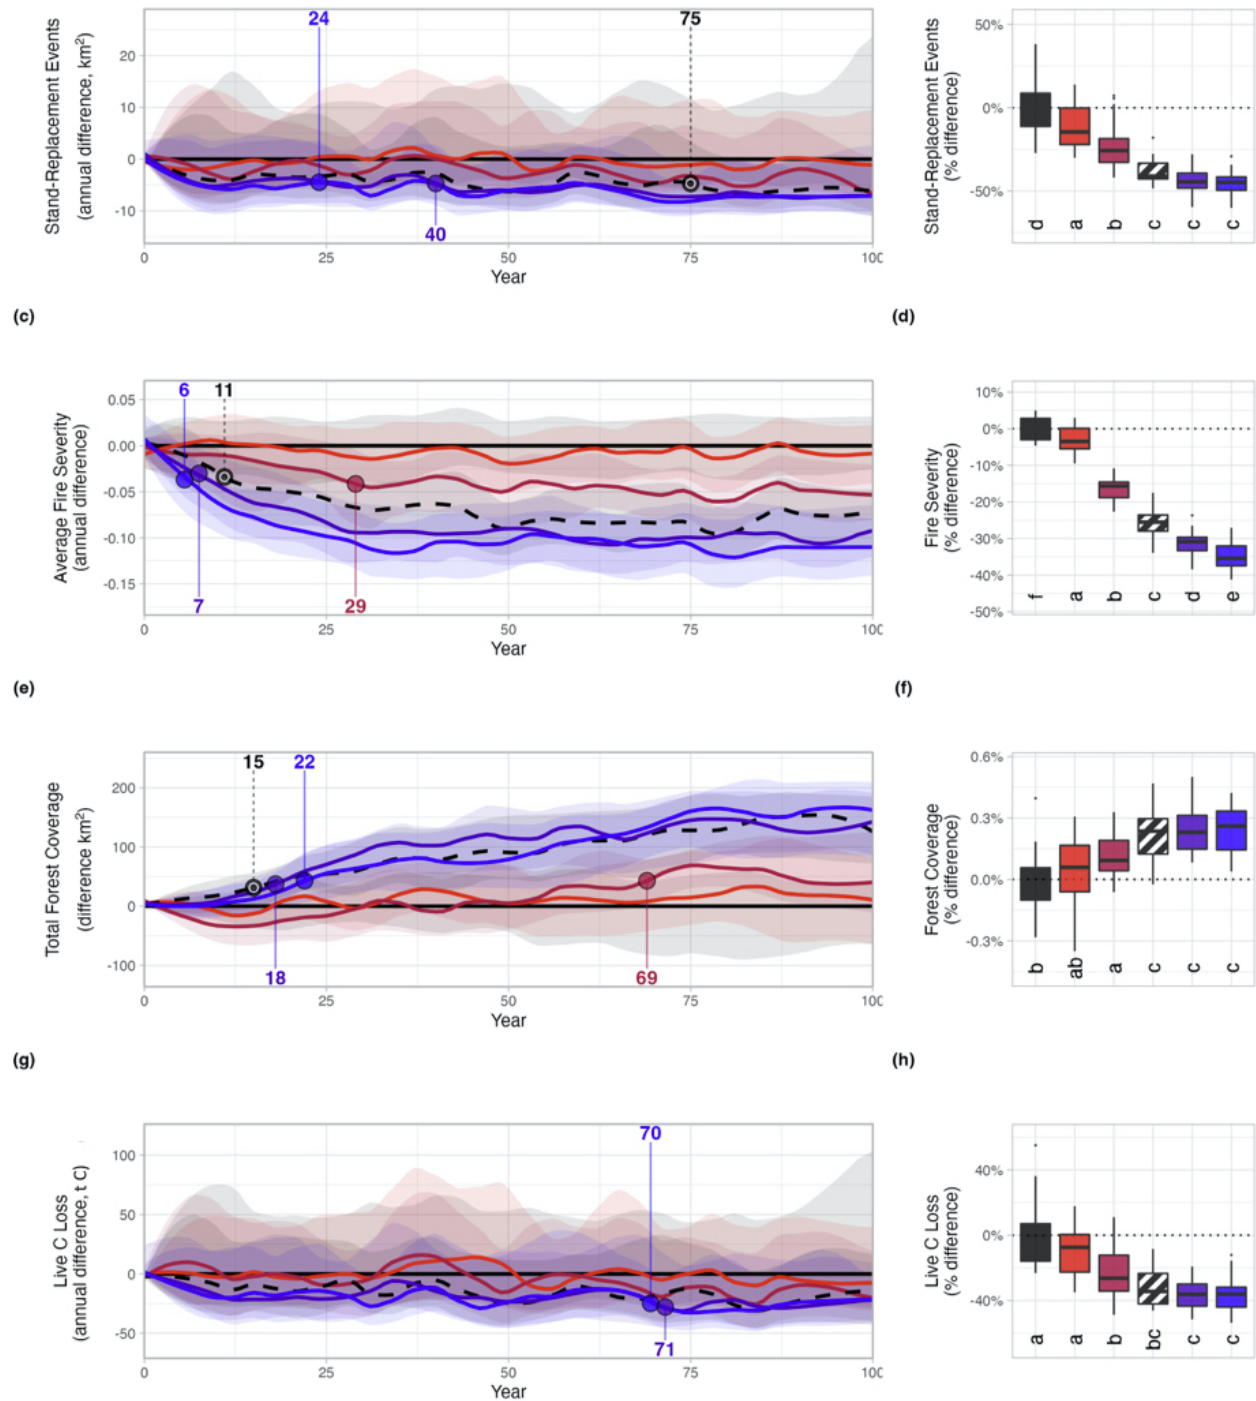 24
75
Stand-Replacement Events
(annual difference, km²)
20
10
0
-10
40
0
25
50
75
100
Year
Stand-Replacement Events
(% difference)
50%
0%
-50%
d
a
b
c
c
c
(c)
(d)
6
11
Average Fire Severity
(annual difference)
0.05
0.00
-0.05
-0.10
-0.15
7
29
0
25
50
75
100
Year
Fire Severity
(% difference)
10%
0%
-10%
-20%
-30%
-40%
-50%
f
a
b
c
d
e
(e)
(f)
15
22
Total Forest Coverage
(difference km²)
200
100
0
-100
18
69
0
25
50
75
100
Year
Forest Coverage
(% difference)
0.6%
0.3%
0.0%
-0.3%
b
ab
a
c
c
c
(g)
(h)
70
Live C Loss
(annual difference, t C)
100
50
0
-50
71
0
25
50
75
100
Year
Live C Loss
(% difference)
40%
0%
-40%
a
a
b
bc
c
c